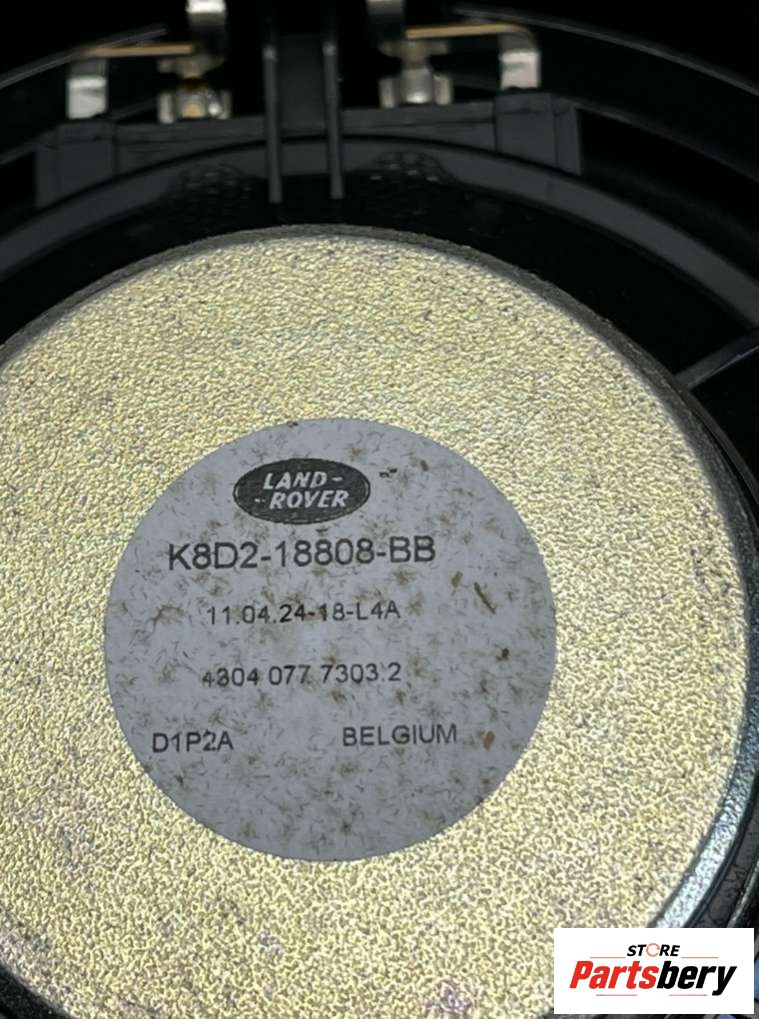 LAND-
-ROVER
K8D2-18808-BB
11.04.24-18-L4A
4304 077 7303.2
D1P2A BELGIUM
STORE
Partsbery